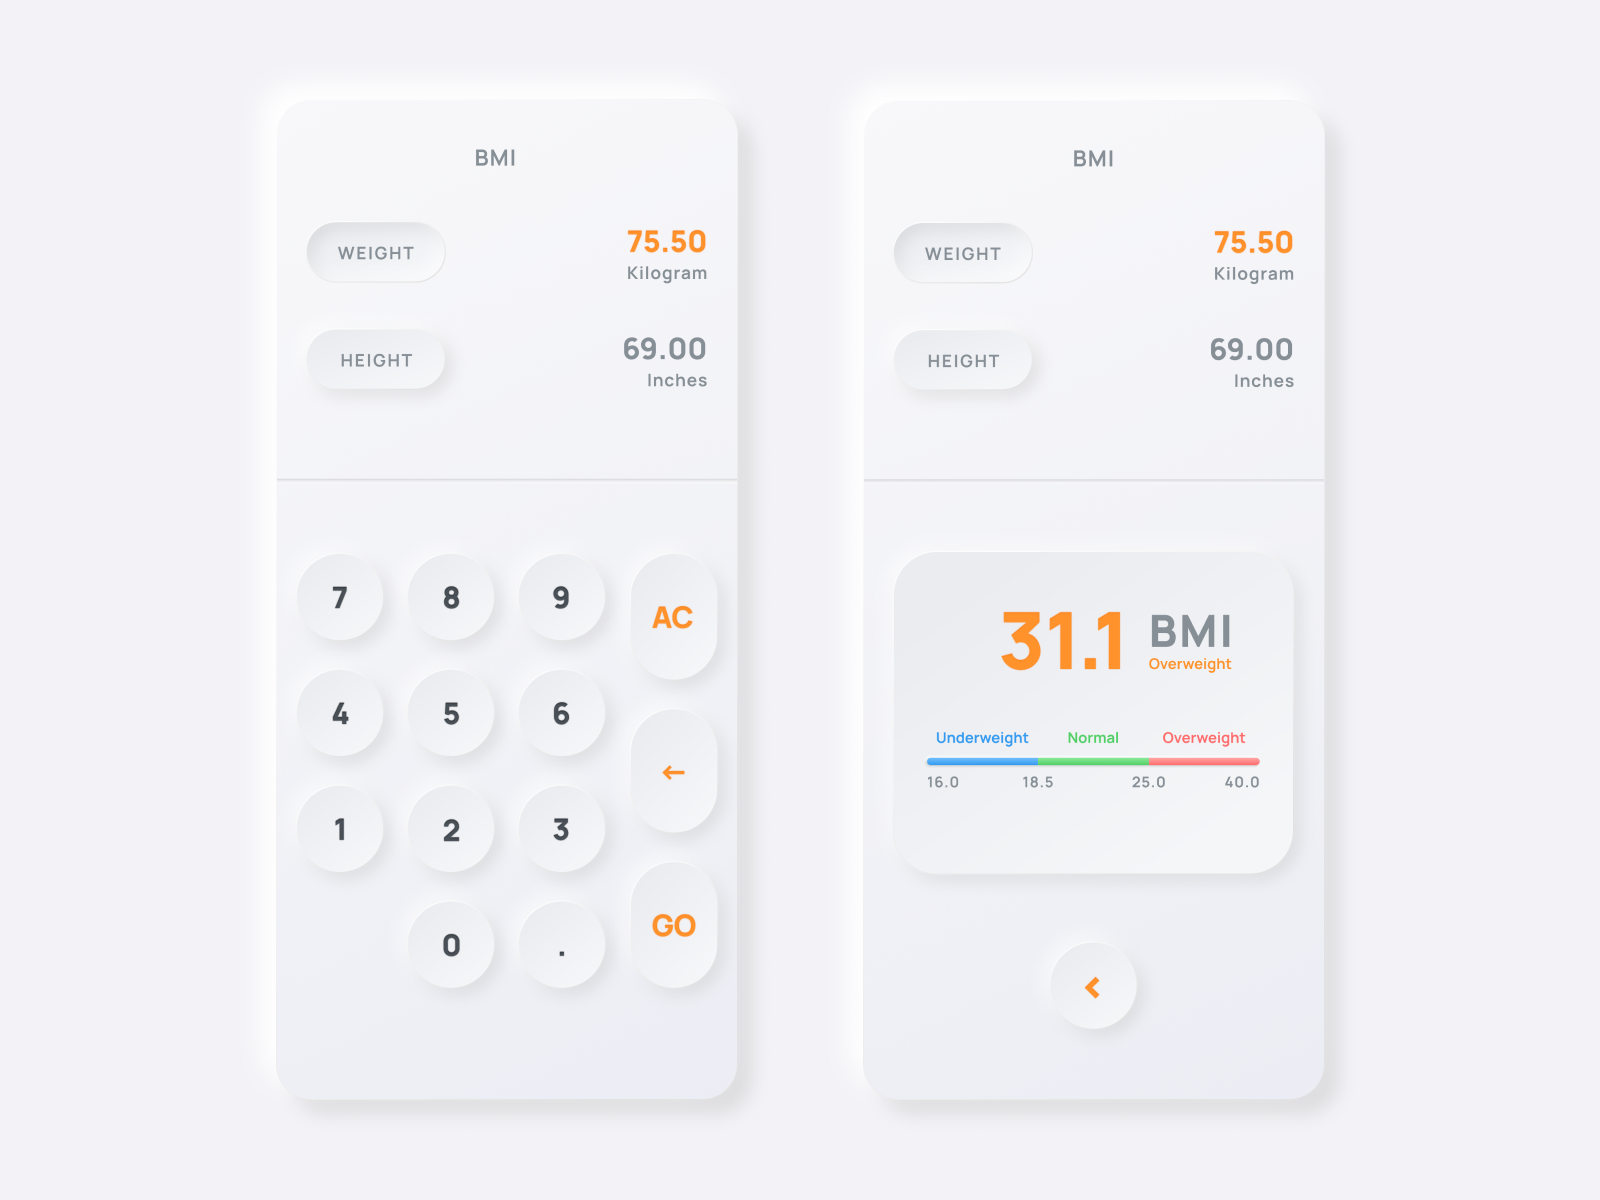 BMI
WEIGHT
75.50
Kilogram
HEIGHT
69.00
Inches
7 8 9 AC
4 5 6
←
1 2 3
GO
0 .
BMI
WEIGHT
75.50
Kilogram
HEIGHT
69.00
Inches
31.1 BMI
Overweight
Underweight Normal Overweight
16.0 18.5 25.0 40.0